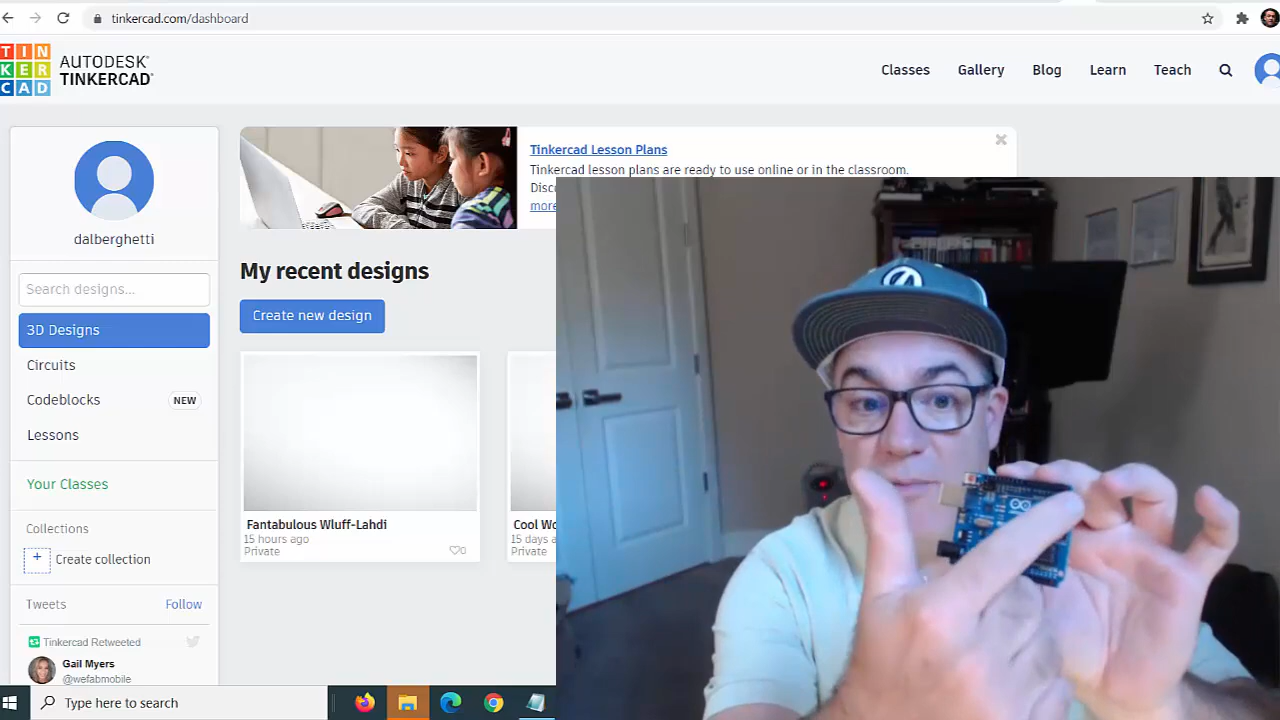 tinkercad.com/dashboard
TIN
KER
CAD
AUTODESK®
TINKERCAD®
Classes
Gallery
Blog
Learn
Teach
dalberghetti
Search designs...
3D Designs
Circuits
Codeblocks
NEW
Lessons
Your Classes
Collections
+ Create collection
Tweets
Follow
Tinkercad Retweeted
Gail Myers
@wefabmobile
Tinkercad Lesson Plans
Tinkercad lesson plans are ready to use online or in the classroom.
more
My recent designs
Create new design
Fantabulous Wluff-Lahdi
15 hours ago
Private
0
Cool
15 days
Private
Type here to search